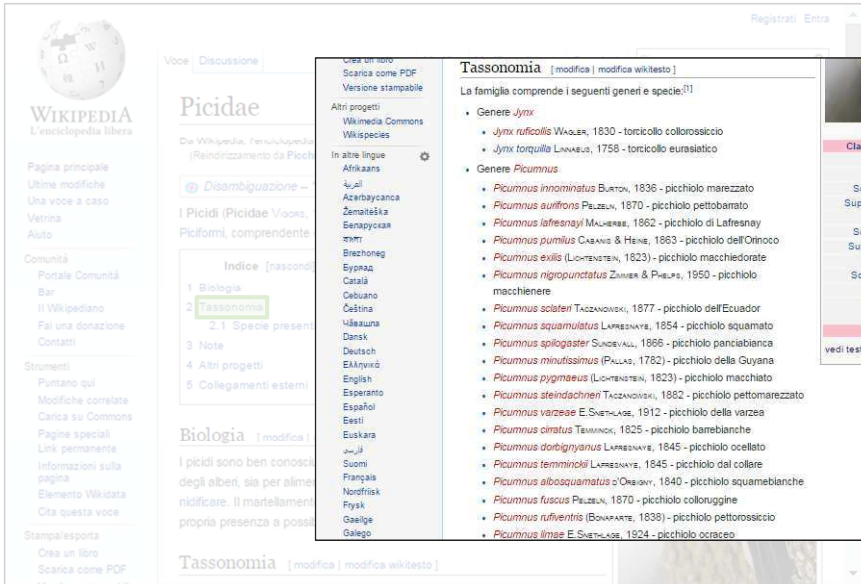 Registrati Entra
WIKIPEDIA
L'enciclopedia libera
Pagina principale
Ultime modifiche
Una voce a caso
Vetrina
Aiuto
Comunità
Portale Comunità
Bar
Il Wikipediano
Fai una donazione
Contatti
Strumenti
Puntano qui
Modifiche correlate
Carica su Commons
Pagine speciali
Link permanente
Informazioni sulla
pagina
Elemento Wikidata
Cita questa voce
Stampa/esporta
Crea un libro
Scarica come PDF
Voce Discussione
Picidae
Da Wikipedia, l'enciclopedia
(Reindirizzamento da Picch
Disambiguazione –
I Picidi (Picidae Vigors,
Piciformi, comprendente
Indice [nascondi]
1 Biologia
2 Tassonomia
2.1 Specie present
3 Note
4 Altri progetti
5 Collegamenti esterni
Biologia [modifica |
I picidi sono ben conosciu
degli alberi, sia per alimen
nidificare. Il martellament
propria presenza a possib
Tassonomia [modifica | modifica wikitesto]
Crea un libro
Scarica come PDF
Versione stampabile
Altri progetti
Wikimedia Commons
Wikispecies
In altre lingue
Afrikaans
العربية
Azərbaycanca
Žemaitėška
Беларуская
বাংলা
Brezhoneg
Буряад
Català
Cebuano
Čeština
Чӑвашла
Dansk
Deutsch
Ελληνικά
English
Esperanto
Español
Eesti
Euskara
فارسی
Suomi
Français
Nordfriisk
Frysk
Gaeilge
Galego
Tassonomia [modifica | modifica wikitesto]
La famiglia comprende i seguenti generi e specie:[1]
• Genere Jynx
• Jynx ruficollis Wagler, 1830 - torcicollo collorossiccio
• Jynx torquilla Linnaeus, 1758 - torcicollo eurasiatico
• Genere Picumnus
• Picumnus innominatus Burton, 1836 - picchiolo marezzato
• Picumnus aurifrons Pelzeln, 1870 - picchiolo pettobarrato
• Picumnus lafresnayi Malherbe, 1862 - picchiolo di Lafresnay
• Picumnus pumilus Cabanis & Heine, 1863 - picchiolo dell'Orinoco
• Picumnus exilis (Lichtenstein, 1823) - picchiolo macchiedorate
• Picumnus nigropunctatus Zimmer & Phelps, 1950 - picchiolo
macchienere
• Picumnus sclateri Taczanowski, 1877 - picchiolo dell'Ecuador
• Picumnus squamulatus Lafresnaye, 1854 - picchiolo squamato
• Picumnus spilogaster Sundevall, 1866 - picchiolo panciabianca
• Picumnus minutissimus (Pallas, 1782) - picchiolo della Guyana
• Picumnus pygmaeus (Lichtenstein, 1823) - picchiolo macchiato
• Picumnus steindachneri Taczanowski, 1882 - picchiolo pettomarezzato
• Picumnus varzeae E.Snethlage, 1912 - picchiolo della varzea
• Picumnus cirratus Temminck, 1825 - picchiolo barrebianche
• Picumnus dorbignyanus Lafresnaye, 1845 - picchiolo ocellato
• Picumnus temminckii Lafresnaye, 1845 - picchiolo dal collare
• Picumnus albosquamatus d'Orbigny, 1840 - picchiolo squamebianche
• Picumnus fuscus Pelzeln, 1870 - picchiolo colloruggine
• Picumnus rufiventris (Bonaparte, 1838) - picchiolo pettorossiccio
• Picumnus limae E.Snethlage, 1924 - picchiolo ocraceo
Cla
Sup
Su
vedi test